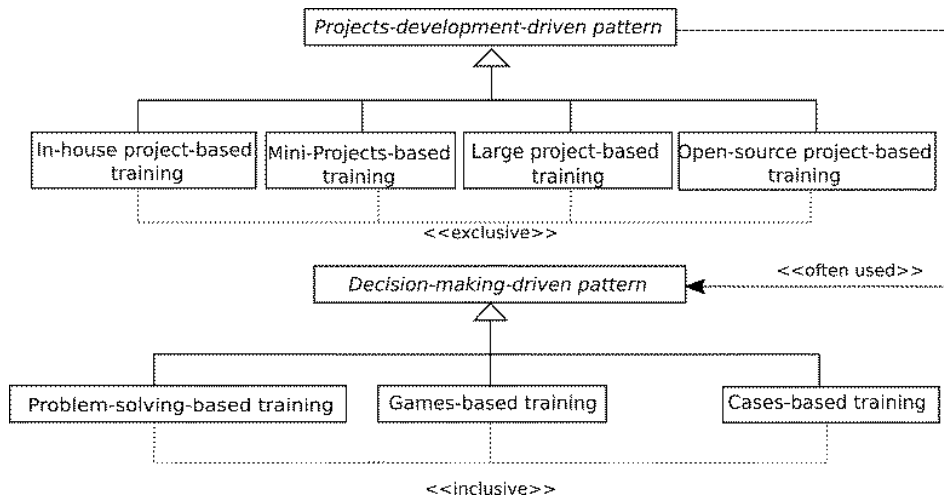 Projects-development-driven pattern
In-house project-based
training
Mini-Projects-based
training
Large project-based
training
Open-source project-based
training
<<exclusive>>
Decision-making-driven pattern
<<often used>>
Problem-solving-based training
Games-based training
Cases-based training
<<inclusive>>